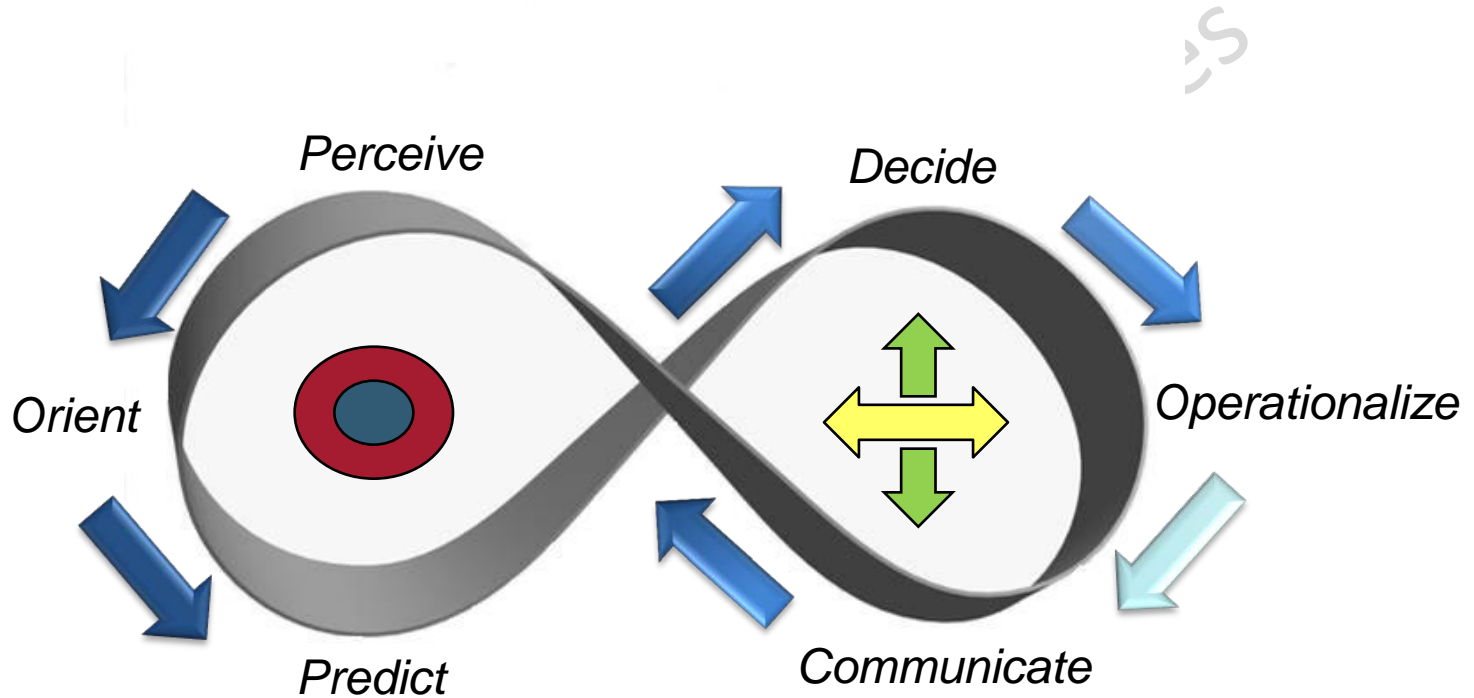 Perceive
Decide
Orient
Operationalize
Predict
Communicate